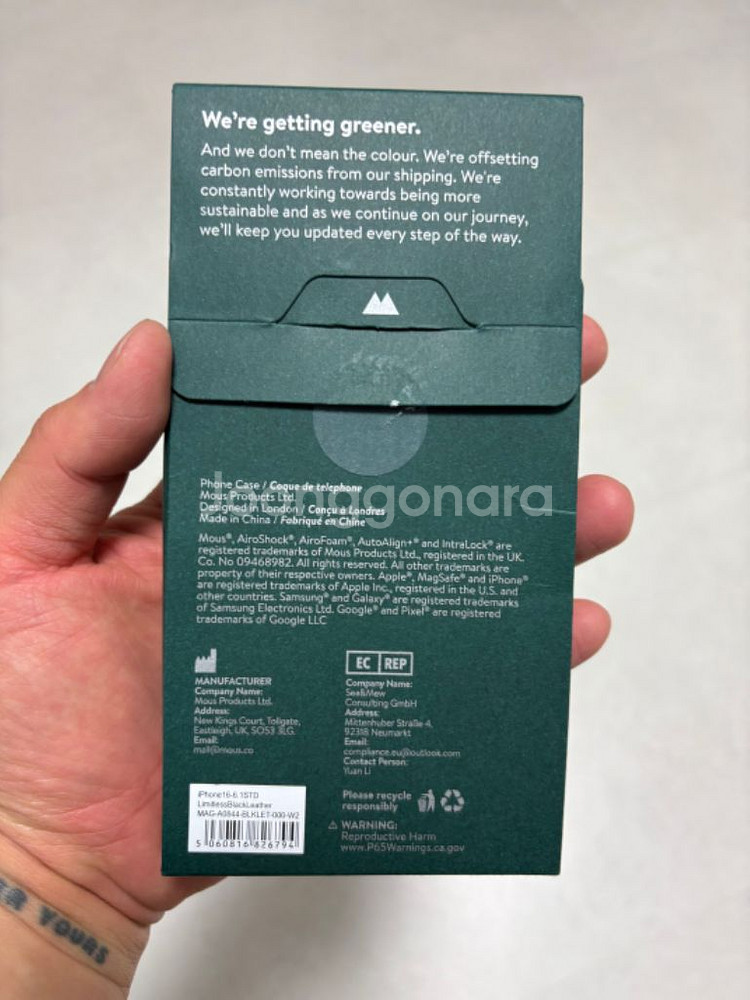 We're getting greener.
And we don't mean the colour. We're offsetting
carbon emissions from our shipping. We're
constantly working towards being more
sustainable and as we continue on our journey,
we'll keep you updated every step of the way.
Phone Case / Coque de telephone
Mous Products Ltd.
Designed in London / Conçu à Londres
Made in China / Fabriqué en Chine
Mous®, AiroShock®, AiroFoam®, AutoAlign+® and IntraLock® are
registered trademarks of Mous Products Ltd., registered in the UK.
Co. No 09468982. All rights reserved. All other trademarks are
property of their respective owners. Apple®, MagSafe® and iPhone®
are registered trademarks of Apple Inc., registered in the U.S. and
other countries. Samsung® and Galaxy® are registered trademarks
of Samsung Electronics Ltd. Google® and Pixel® are registered
trademarks of Google LLC
MANUFACTURER
Company Name:
Mous Products Ltd.
Address:
New Kings Court, Tollgate,
Eastleigh, UK, SO53 3LG.
Email:
mail@mous.co
EC REP
Company Name:
Sea&Mew
Consulting GmbH
Address:
Mittenhuber Straße 4,
92318 Neumarkt
Email:
compliance.eu@outlook.com
Contact Person:
Yuan Li
Please recycle
responsibly
WARNING:
Reproductive Harm
www.P65Warnings.ca.gov
iPhone16-6.1STD
LimitlessBlackLeather
MAG-A0844-BLKLET-000-W2
5 060816 826794
ER YOURS